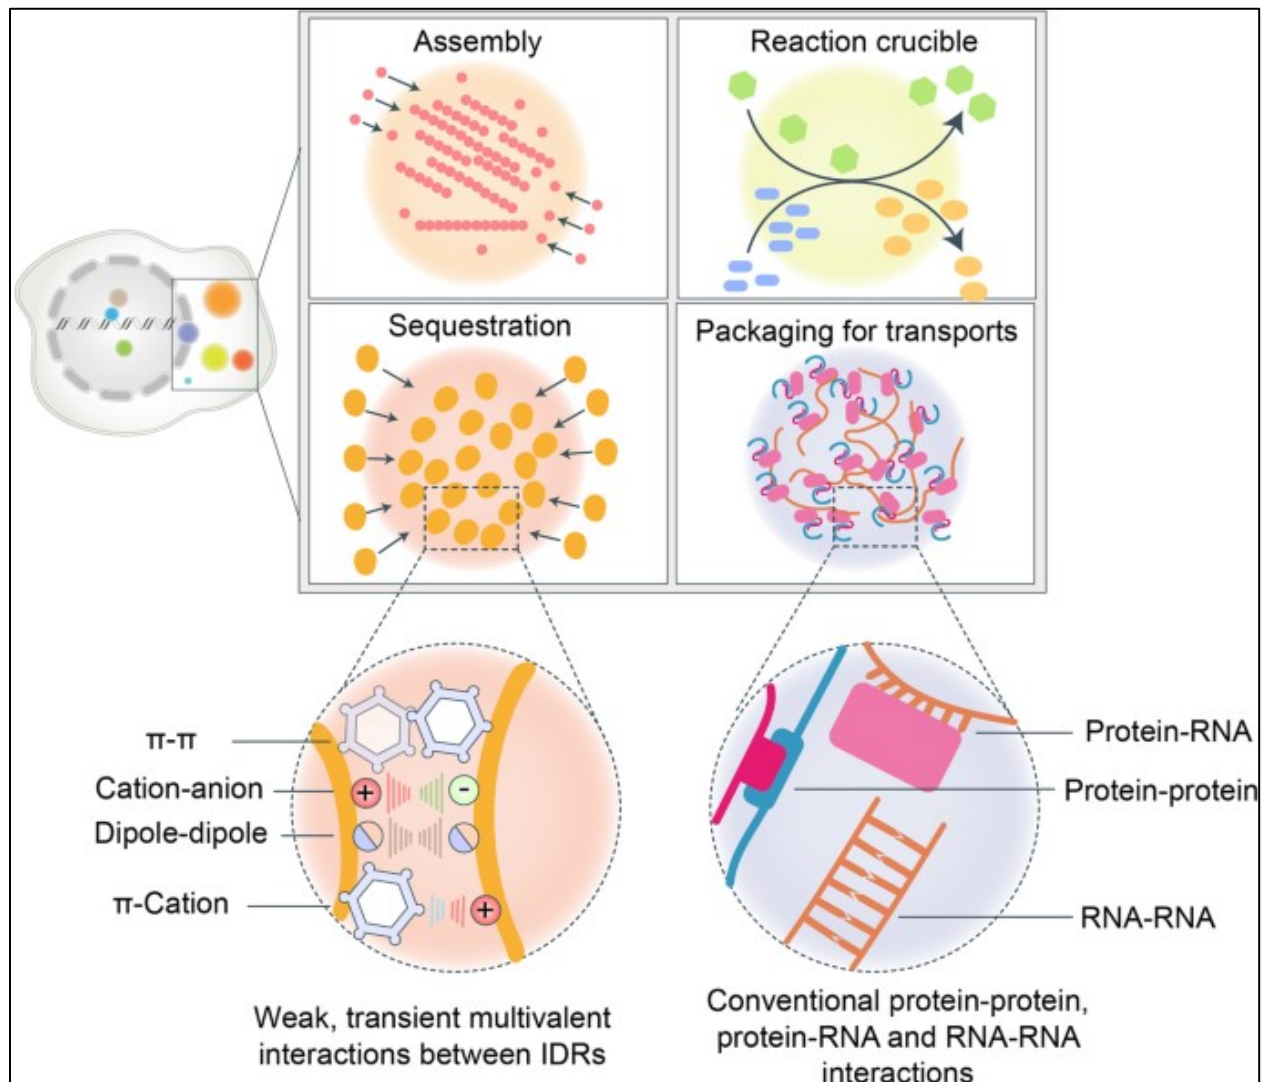 Assembly
Reaction crucible
Sequestration
Packaging for transports
π-π
Cation-anion
+
-
Dipole-dipole
π-Cation
+
Weak, transient multivalent
interactions between IDRs
Protein-RNA
Protein-protein
RNA-RNA
Conventional protein-protein,
protein-RNA and RNA-RNA
interactions